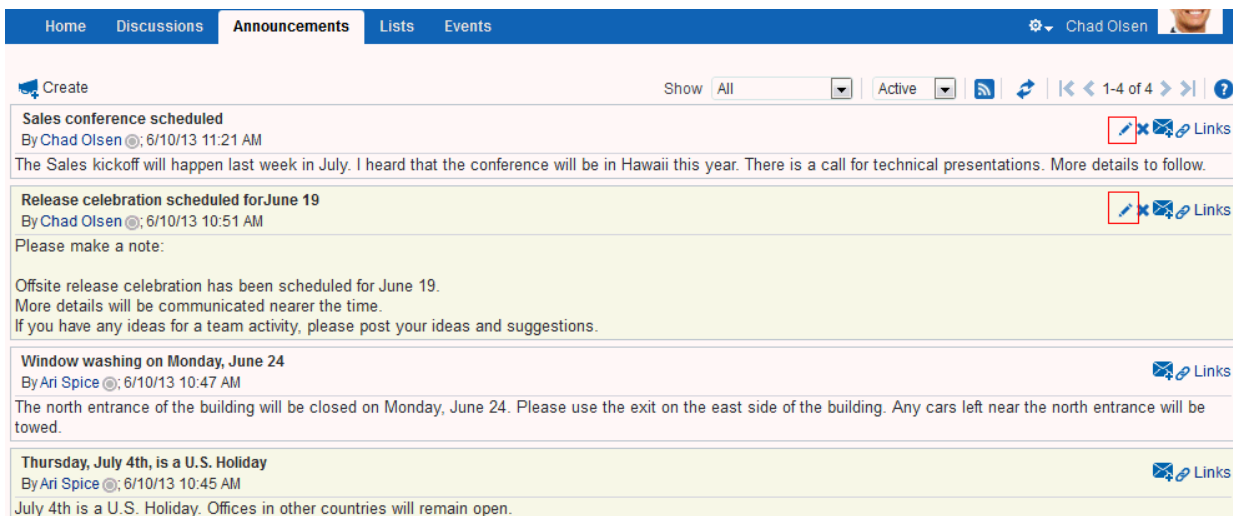 Home Discussions Announcements Lists Events Chad Olsen
Create Show All Active 1-4 of 4 ?
Sales conference scheduled
By Chad Olsen ; 6/10/13 11:21 AM Links
The Sales kickoff will happen last week in July. I heard that the conference will be in Hawaii this year. There is a call for technical presentations. More details to follow.
Release celebration scheduled forJune 19
By Chad Olsen ; 6/10/13 10:51 AM Links
Please make a note:
Offsite release celebration has been scheduled for June 19.
More details will be communicated nearer the time.
If you have any ideas for a team activity, please post your ideas and suggestions.
Window washing on Monday, June 24
By Ari Spice ; 6/10/13 10:47 AM Links
The north entrance of the building will be closed on Monday, June 24. Please use the exit on the east side of the building. Any cars left near the north entrance will be
towed.
Thursday, July 4th, is a U.S. Holiday
By Ari Spice ; 6/10/13 10:45 AM Links
July 4th is a U.S. Holiday. Offices in other countries will remain open.